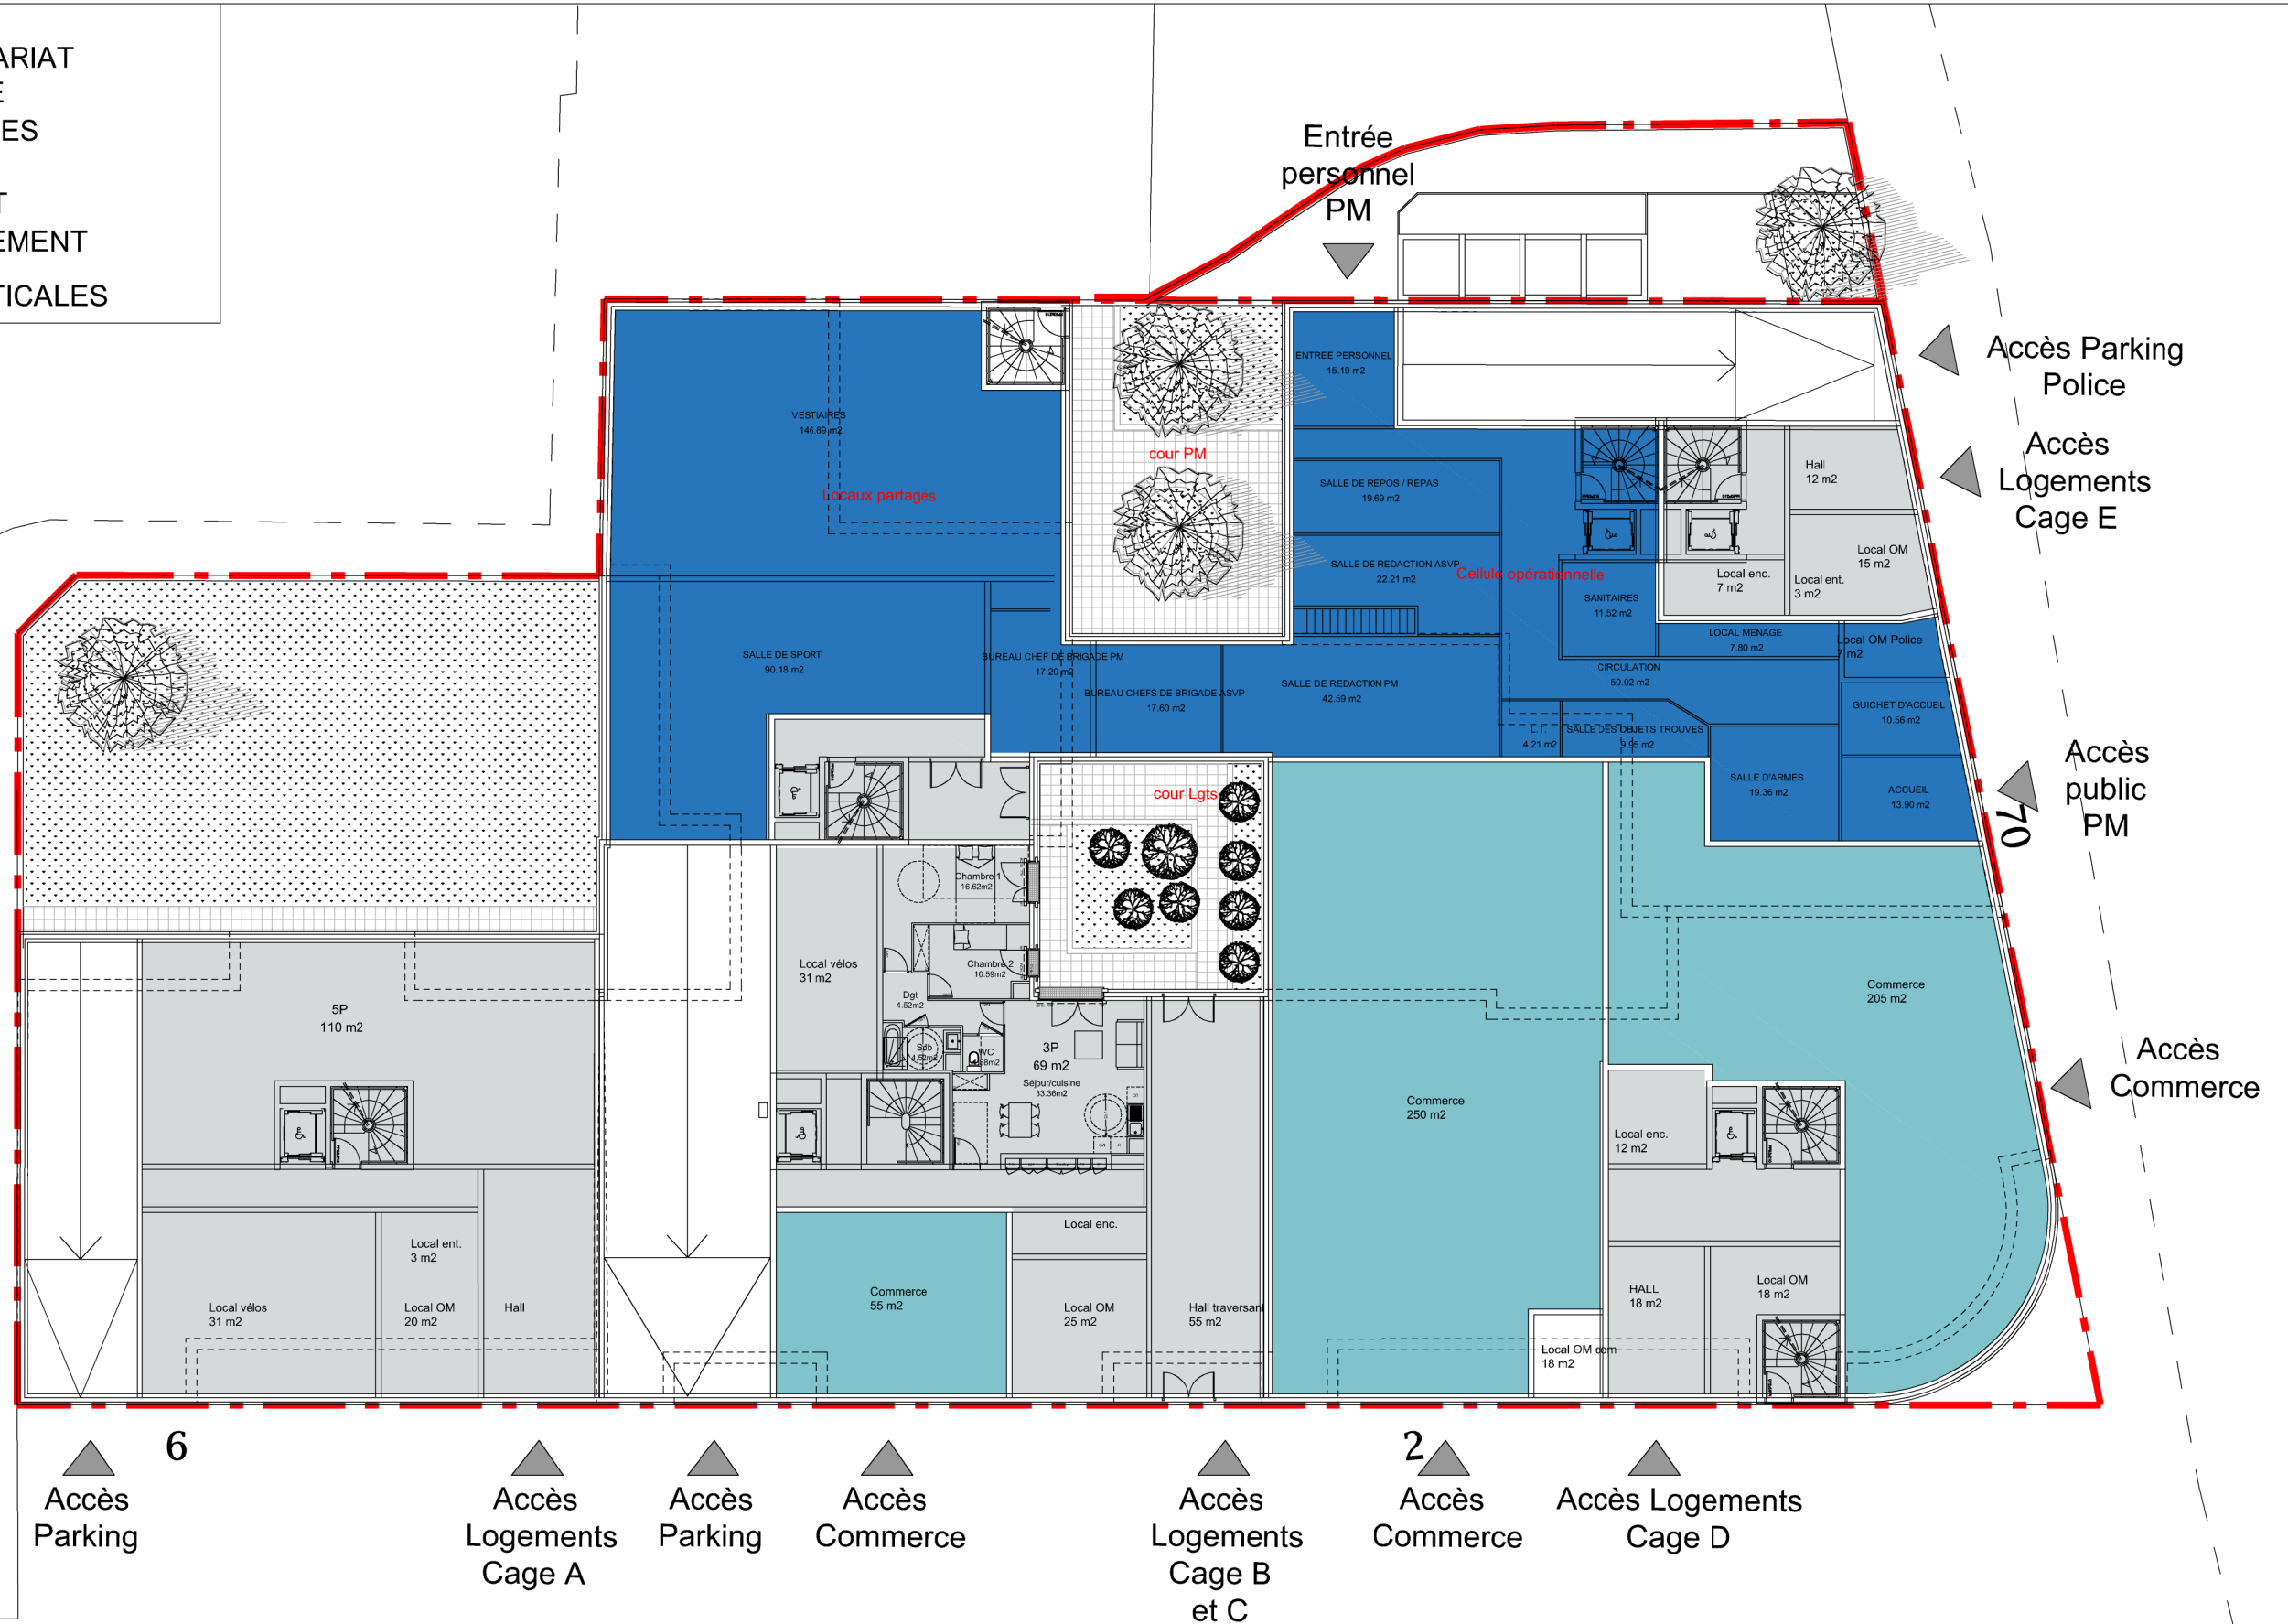 ARIAT
E
ES
T
EMENT
TICALES
Entrée
personnel
PM
Accès Parking
Police
Accès
Logements
Cage E
Accès
public
PM
70
Accès
Commerce
VESTIAIRES
146.89 m2
Locaux partagés
cour PM
ENTREE PERSONNEL
15.19 m2
SALLE DE REPOS / REPAS
19.69 m2
SALLE DE REDACTION ASVP
22.21 m2
Cellule opérationnelle
Hall
12 m2
Local OM
15 m2
Local enc.
7 m2
Local ent.
3 m2
SANITAIRES
11.52 m2
LOCAL MENAGE
7.80 m2
Local OM Police
7 m2
CIRCULATION
50.02 m2
SALLE DE SPORT
90.18 m2
BUREAU CHEF DE BRIGADE PM
17.20 m2
BUREAU CHEFS DE BRIGADE ASVP
17.60 m2
SALLE DE REDACTION PM
42.59 m2
L.T.
4.21 m2
SALLE DES OBJETS TROUVES
9.95 m2
GUICHET D'ACCUEIL
10.56 m2
SALLE D'ARMES
19.36 m2
ACCUEIL
13.90 m2
cour Lgts
Chambre 1
16.62m2
Local vélos
31 m2
Chambre 2
10.59m2
Dgt
4.52m2
Sdb
WC
3P
69 m2
Séjour/cuisine
33.36m2
5P
110 m2
Commerce
205 m2
Commerce
250 m2
Local enc.
12 m2
Local enc.
Local ent.
3 m2
Local vélos
31 m2
Local OM
20 m2
Hall
Commerce
55 m2
Local OM
25 m2
Hall traversant
55 m2
Local OM com
18 m2
HALL
18 m2
Local OM
18 m2
6
2
Accès
Parking
Accès
Logements
Cage A
Accès
Parking
Accès
Commerce
Accès
Logements
Cage B
et C
Accès
Commerce
Accès Logements
Cage D